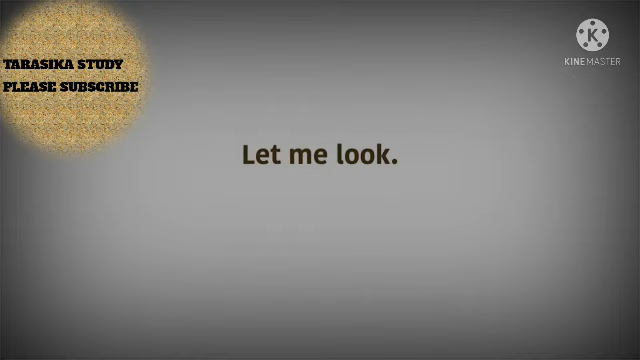 TARASIKA STUDY
PLEASE SUBSCRIBE
KINEMASTER
Let me look.